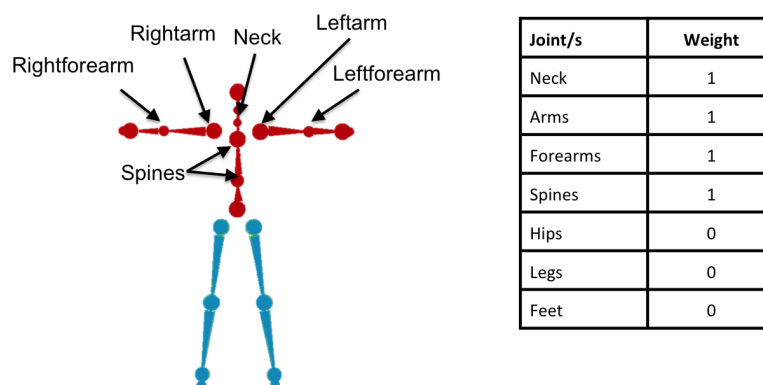 Rightarm
Neck
Leftarm
Rightforearm
Leftforearm
Spines
Joint/s Weight
Neck 1
Arms 1
Forearms 1
Spines 1
Hips 0
Legs 0
Feet 0